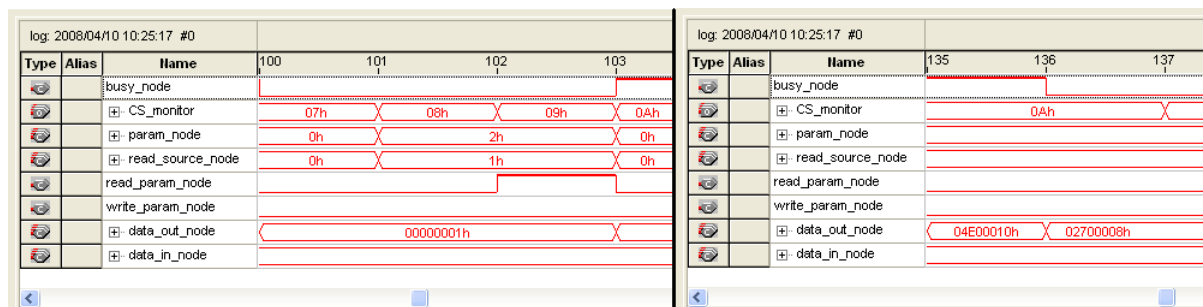 log: 2008/04/10 10:25:17 #0
Type Alias Name 100 101 102 103
busy_node
CS_monitor 07h 08h 09h 0Ah
param_node 0h 2h 0h
read_source_node 0h 1h 0h
read_param_node
write_param_node
data_out_node 00000001h
data_in_node
log: 2008/04/10 10:25:17 #0
Type Alias Name 135 136 137
busy_node
CS_monitor 0Ah
param_node
read_source_node
read_param_node
write_param_node
data_out_node 04E00010h 02700008h
data_in_node